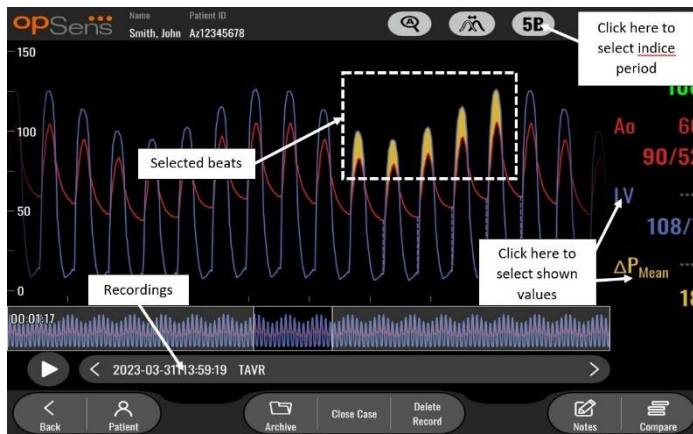 opSens
Name Patient ID
Smith, John Az12345678
5B
Click here to
select indice
period
150
100
50
0
Ao
90/52
LV
108/
ΔPMean
18
Selected beats
Click here to
select shown
values
Recordings
00:01:17
2023-03-31 13:59:19 TAVR
Back
Patient
Archive
Close Case
Delete
Record
Notes
Compare